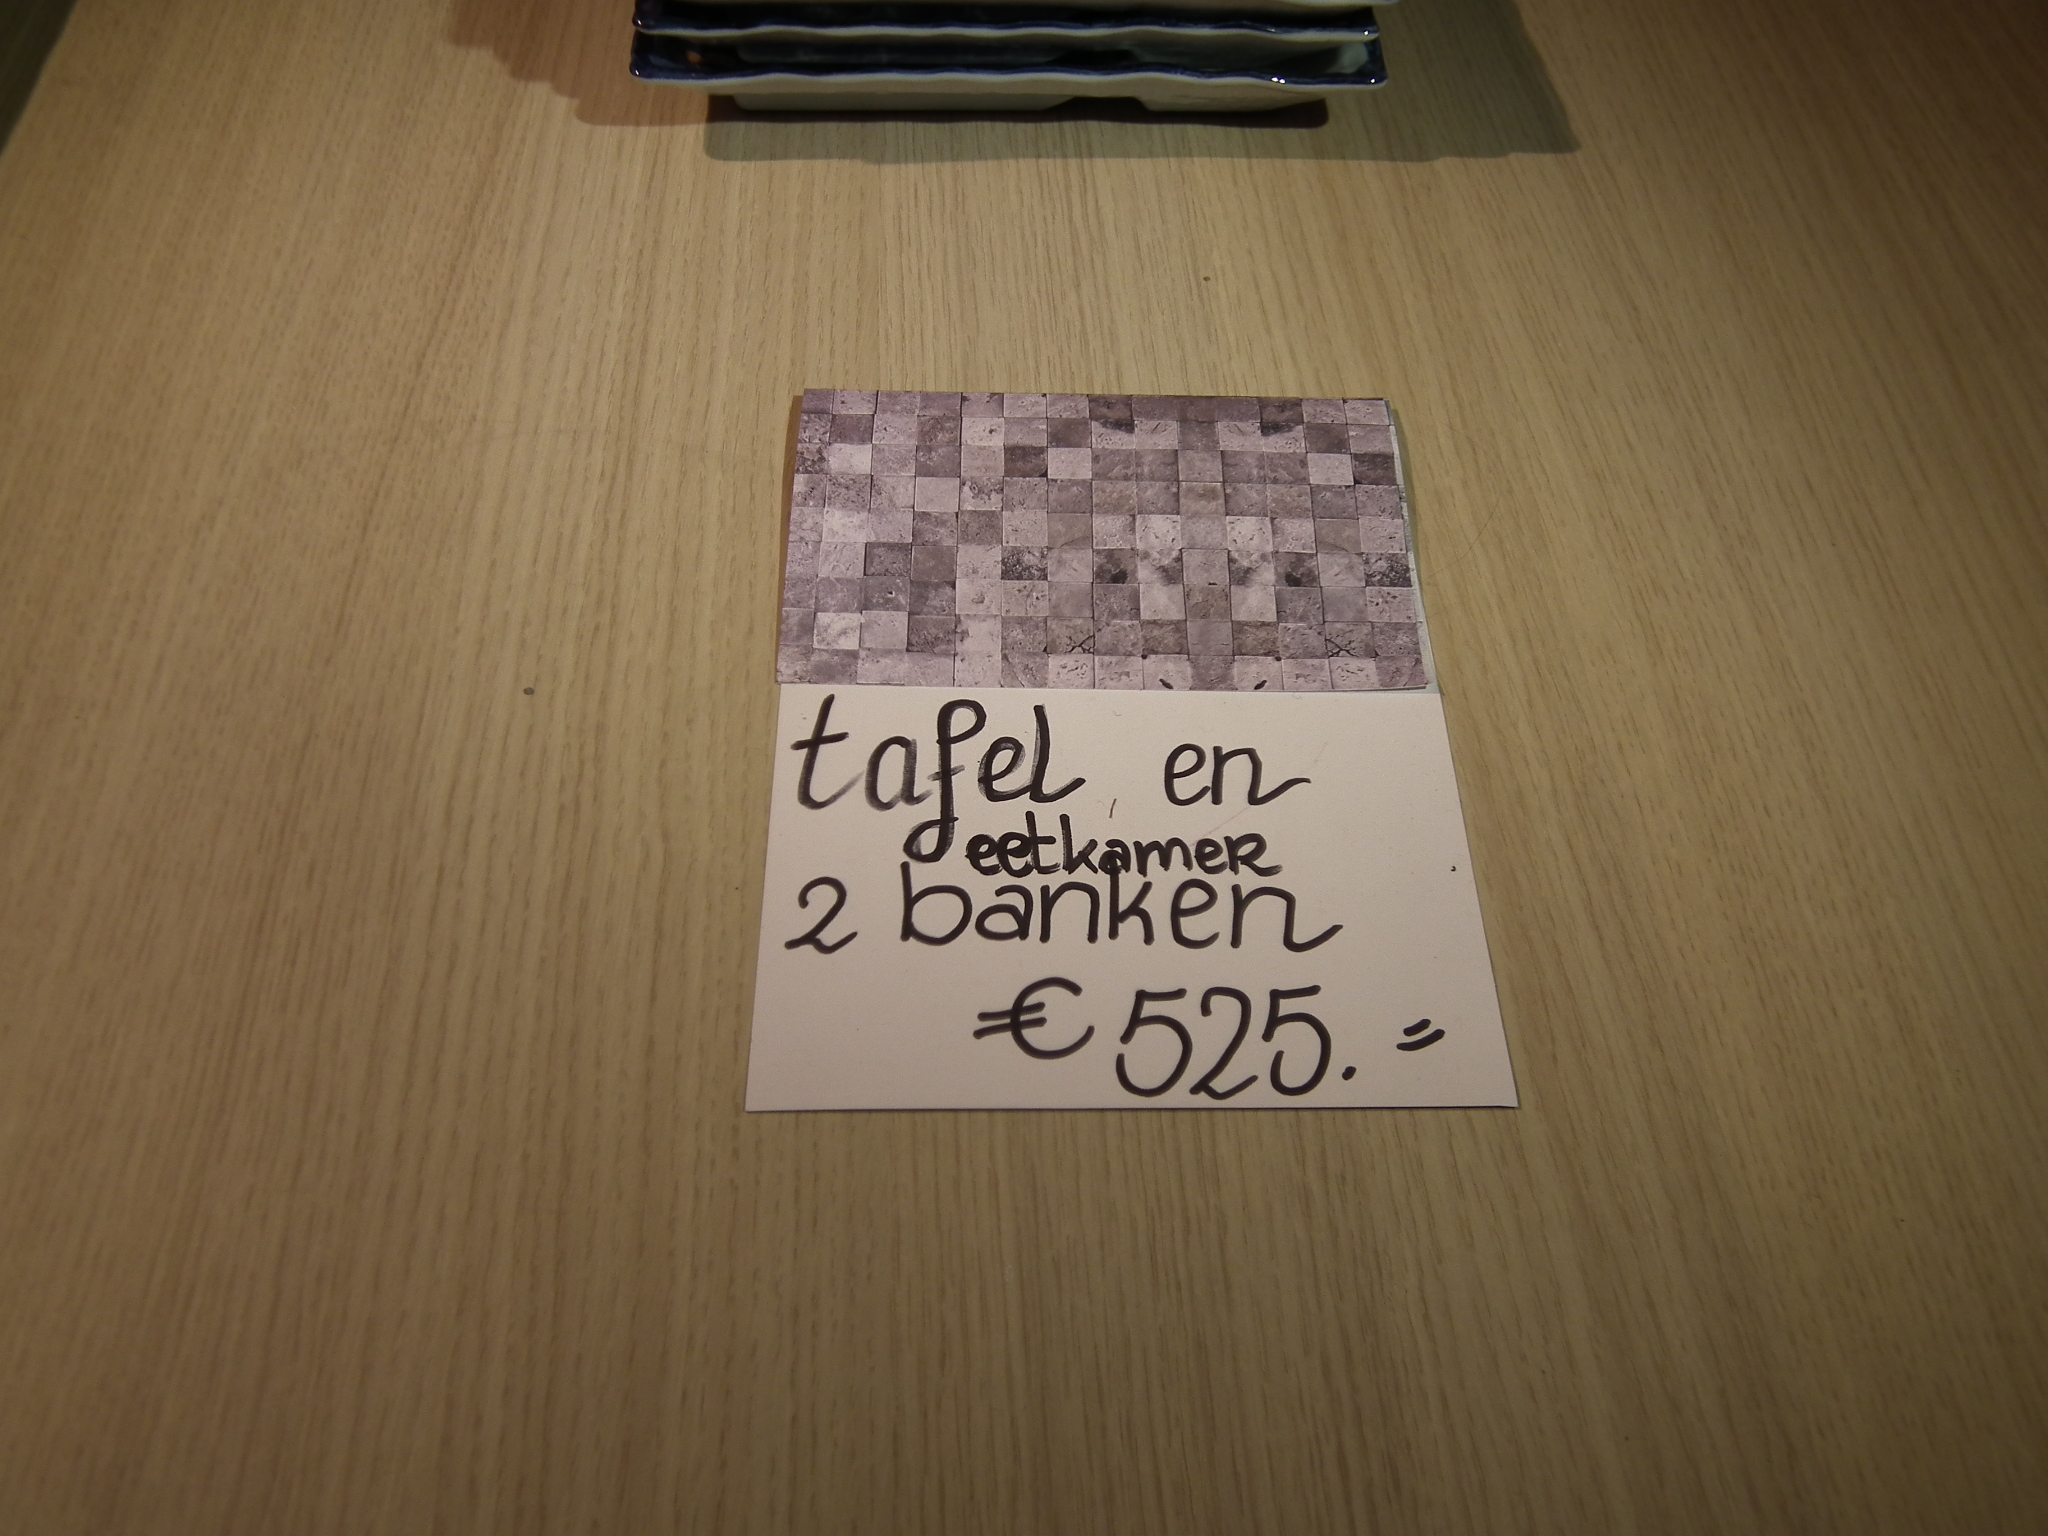 tafel en
eetkamer
2 banken
€ 525. =